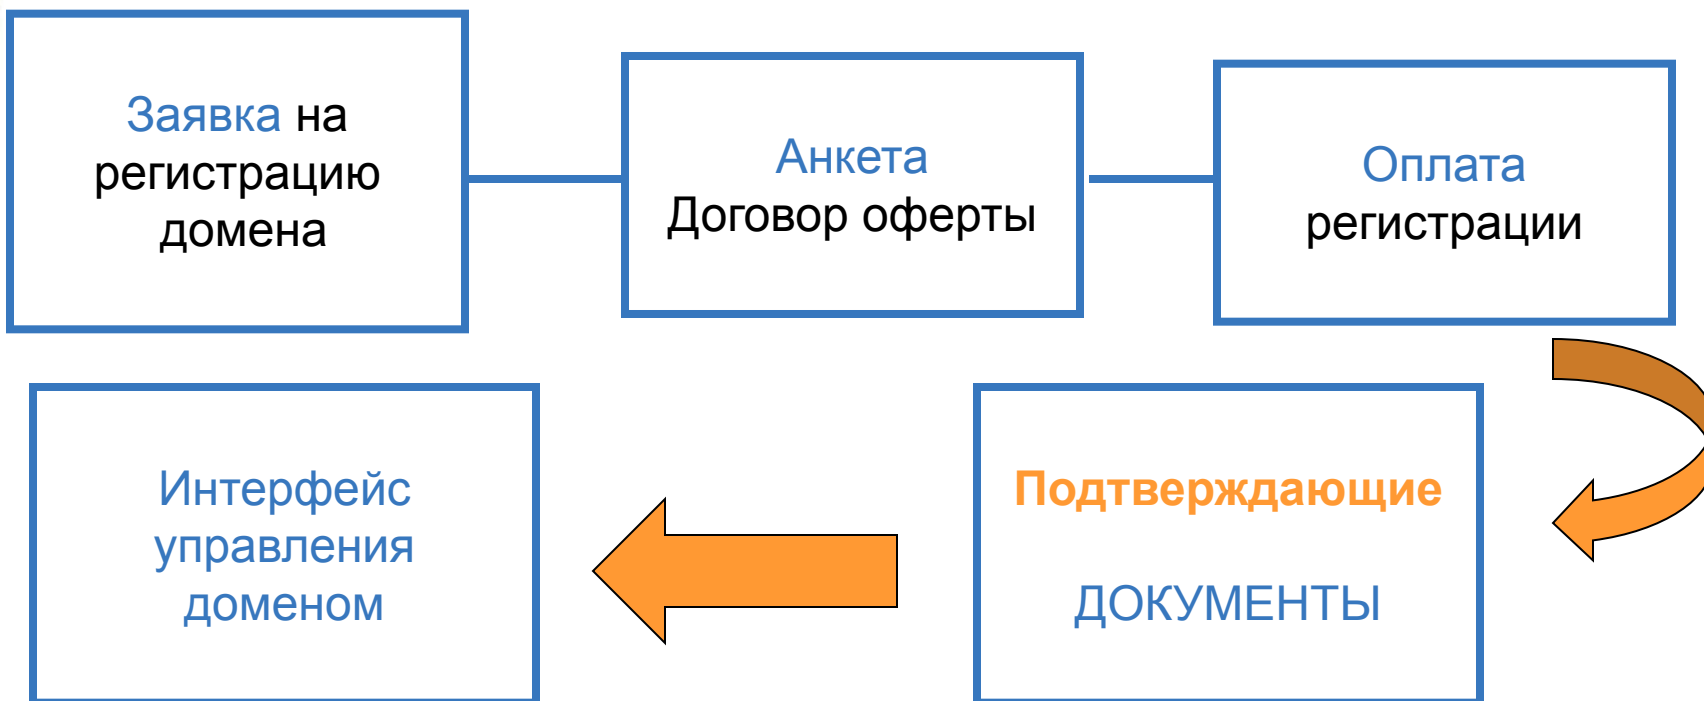 Заявка на
регистрацию
домена
Анкета
Договор оферты
Оплата
регистрации
Интерфейс
управления
доменом
Подтверждающие
ДОКУМЕНТЫ